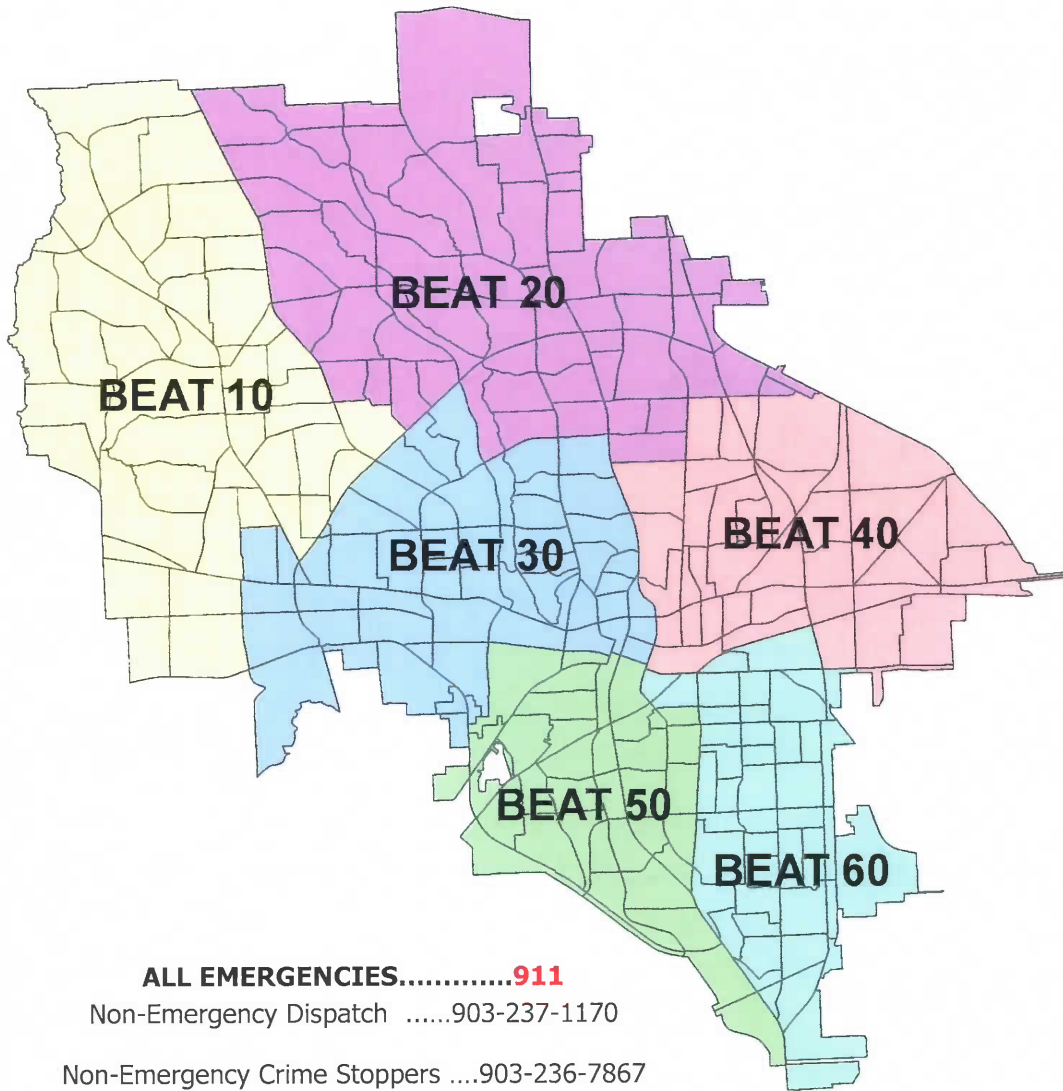 BEAT 20
BEAT 10
BEAT 40
BEAT 30
BEAT 50
BEAT 60
ALL EMERGENCIES.............911
Non-Emergency Dispatch ......903-237-1170
Non-Emergency Crime Stoppers ....903-236-7867